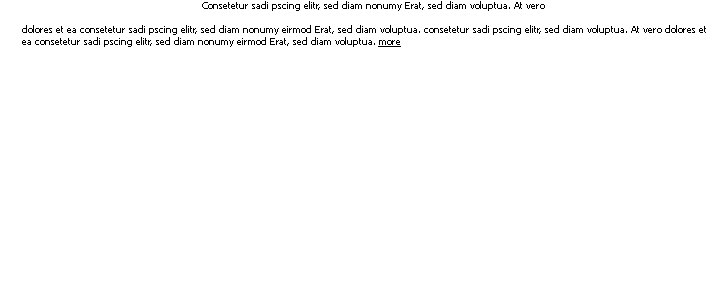 Consetetur sadi pscing elitr, sed diam nonumy Erat, sed diam voluptua. At vero
dolores et ea consetetur sadi pscing elitr, sed diam nonumy eirmod Erat, sed diam voluptua. consetetur sadi pscing elitr, sed diam voluptua. At vero dolores et
ea consetetur sadi pscing elitr, sed diam nonumy eirmod Erat, sed diam voluptua. more